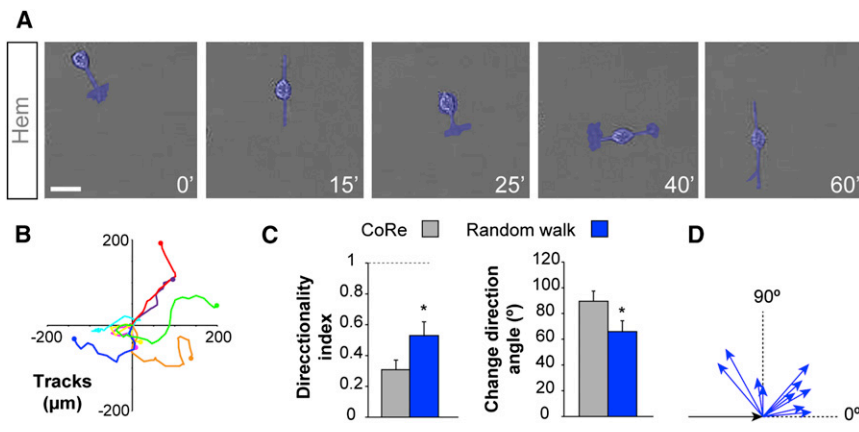 A
Hem
0'
15'
25'
40'
60'
B
200
-200
200
-200
Tracks
(µm)
C
CoRe
Random walk
1
0.8
0.6
0.4
0.2
0
Directionality
index
*
120
100
80
60
40
20
0
Change direction
angle (º)
*
D
90º
0º